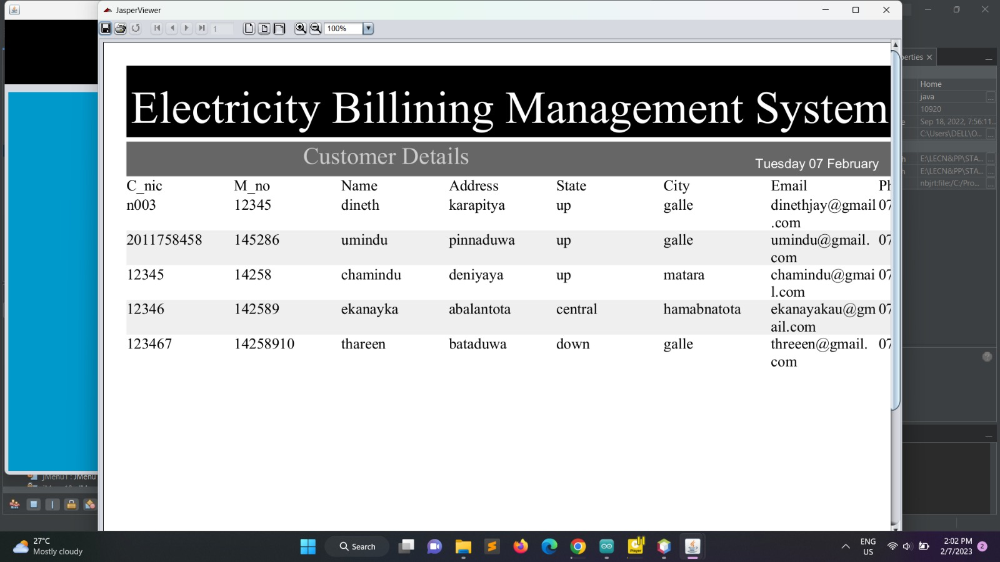 JasperViewer
1
100%
Electricity Billining Management System
Customer Details
Tuesday 07 February
C_nic M_no Name Address State City Email Ph
n003 12345 dineth karapitya up galle dinethjay@gmail 07
.com
2011758458 145286 umindu pinnaduwa up galle umindu@gmail. 07
com
12345 14258 chamindu deniyaya up matara chamindu@gmai 07
l.com
12346 142589 ekanayka abalantota central hamabnatota ekanayakau@gm 07
ail.com
123467 14258910 thareen bataduwa down galle threeen@gmail. 07
com
perties
Home
java
...
10920
e Sep 18, 2022, 7:56:11...
C:\Users\DELL\O... ...
h E:\LECN&PP\STA... ...
h E:\LECN&PP\STA... ...
nbjrt:file:/C:/Pro... ...
jMenu1 : JMenu
27°C
Mostly cloudy
Search
Player
ENG
US
2:02 PM
2/7/2023
2